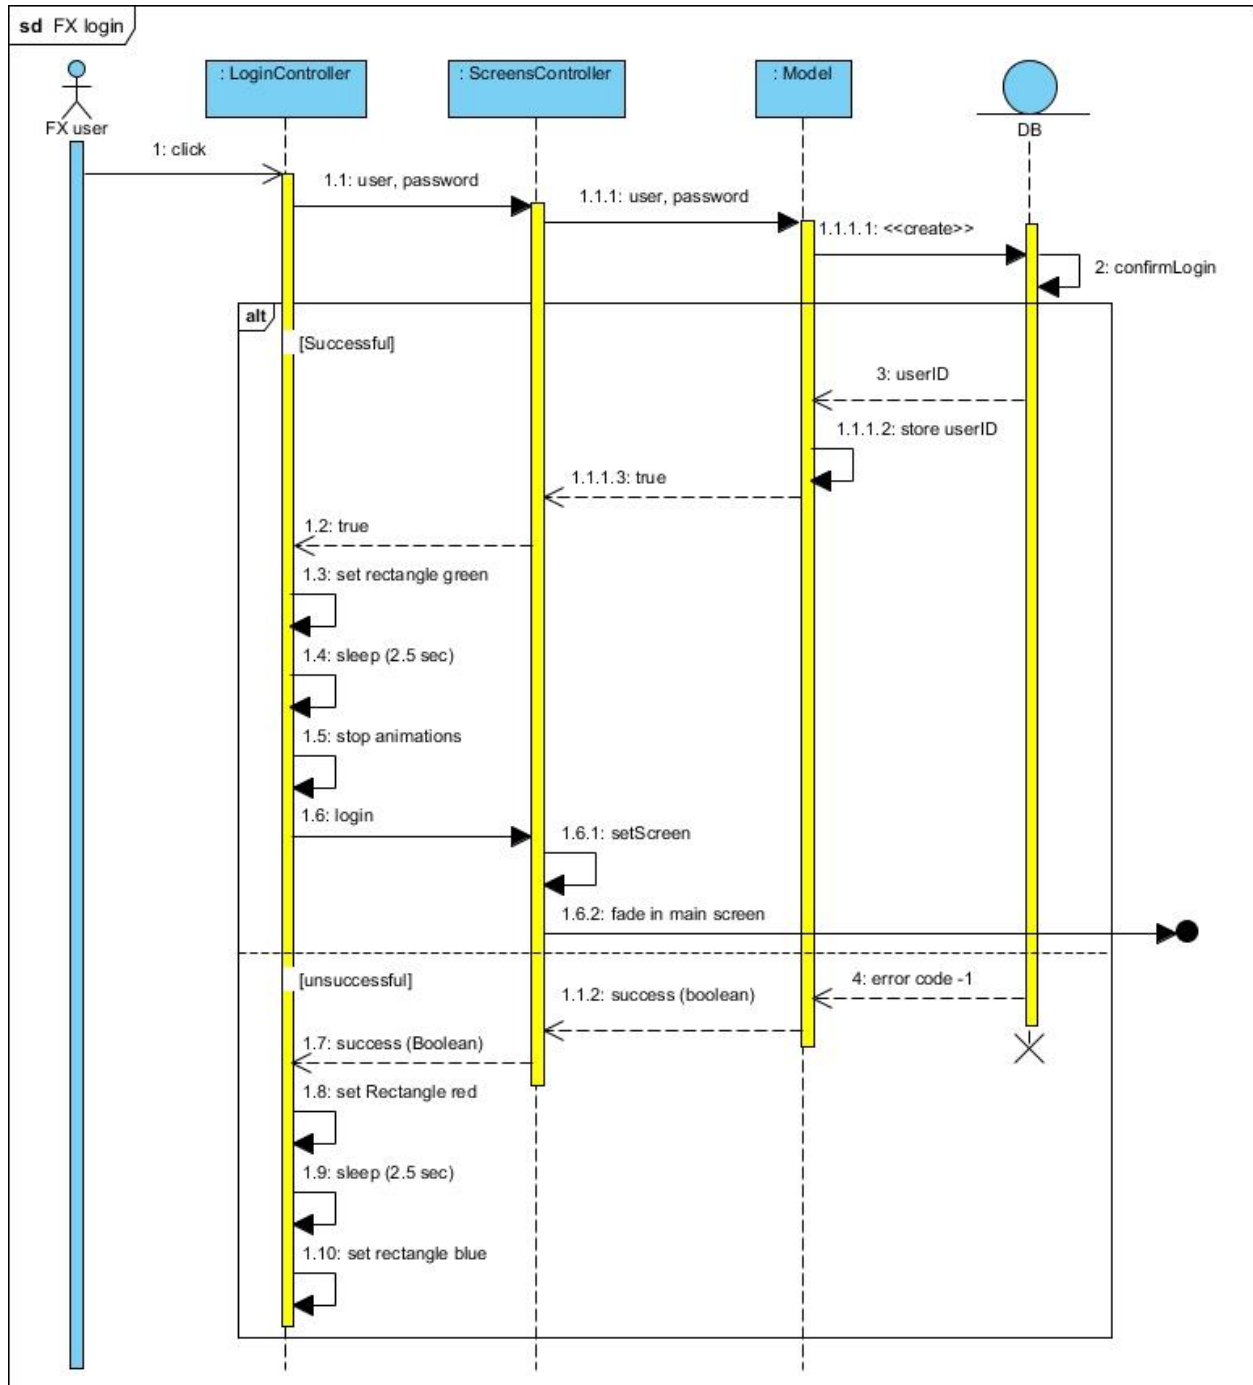 sd FX login
: LoginController
: ScreensController
: Model
FX user
DB
1: click
1.1: user, password
1.1.1: user, password
1.1.1.1: <<create>>
2: confirmLogin
alt
[Successful]
3: userID
1.1.1.2: store userID
1.1.1.3: true
1.2: true
1.3: set rectangle green
1.4: sleep (2.5 sec)
1.5: stop animations
1.6: login
1.6.1: setScreen
1.6.2: fade in main screen
[unsuccessful]
4: error code -1
1.1.2: success (boolean)
1.7: success (Boolean)
1.8: set Rectangle red
1.9: sleep (2.5 sec)
1.10: set rectangle blue